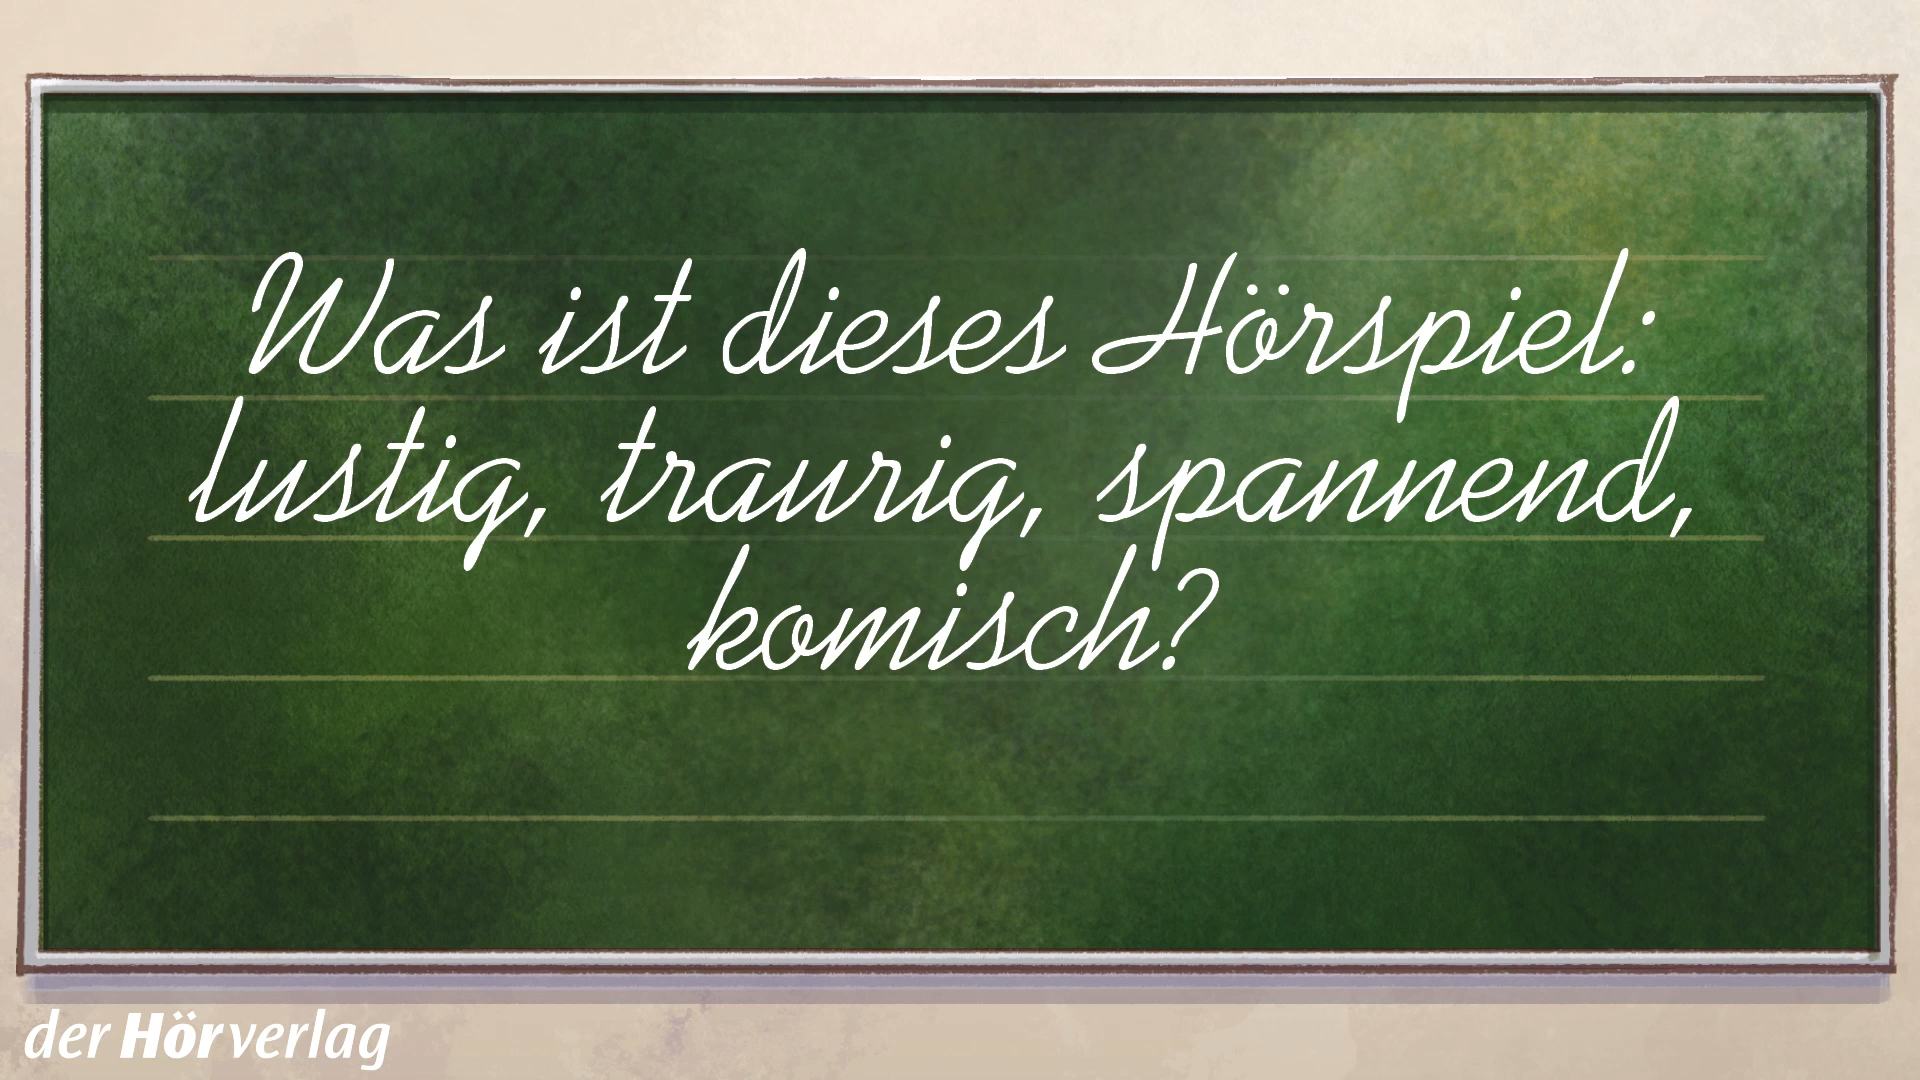 Was ist dieses Hörspiel:
lustig, traurig, spannend,
komisch?
der Hörverlag